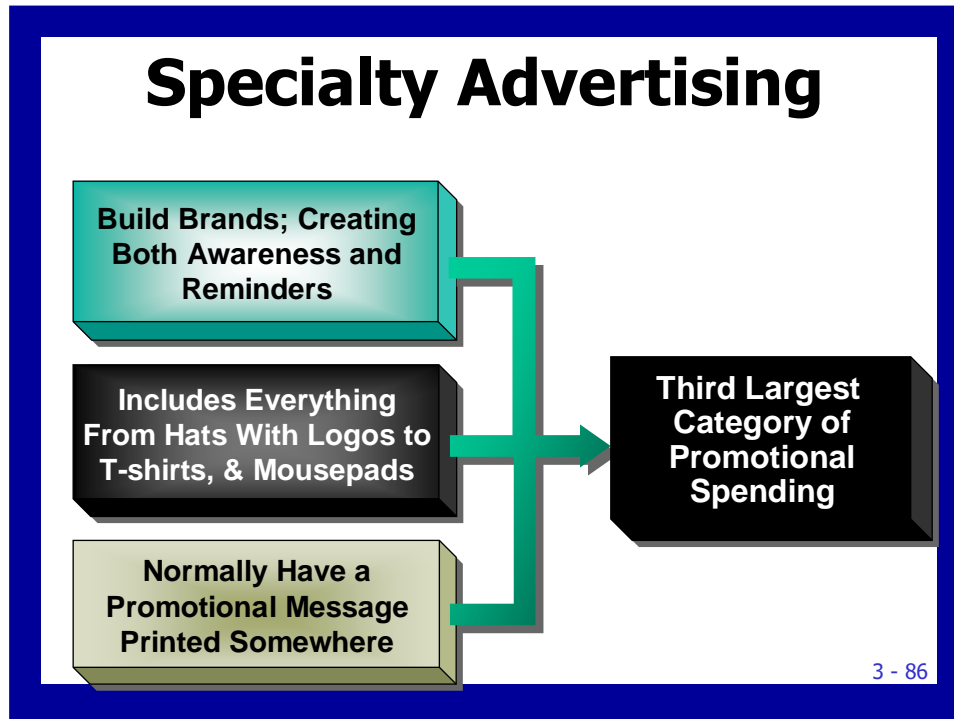 Specialty Advertising
Build Brands; Creating
Both Awareness and
Reminders
Includes Everything
From Hats With Logos to
T-shirts, & Mousepads
Normally Have a
Promotional Message
Printed Somewhere
Third Largest
Category of
Promotional
Spending
3 - 86